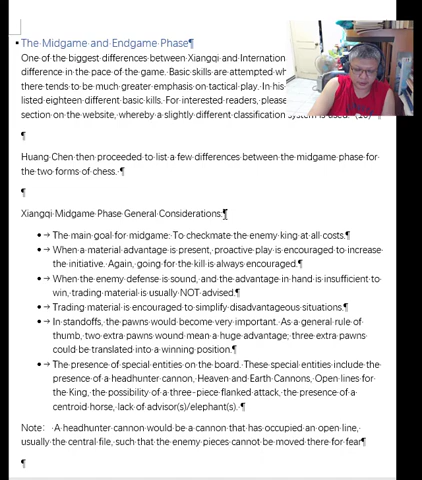 The Midgame and Endgame Phase¶
One of the biggest differences between Xiangqi and Internation
difference in the pace of the game. Basic skills are attempted wh
there tends to be much greater emphasis on tactical play. In his
listed eighteen different basic kills. For interested readers, please
section on the website, whereby a slightly different classification system is used. (16)¶
¶
Huang Chen then proceeded to list a few differences between the midgame phase for
the two forms of chess. ¶
¶
Xiangqi Midgame Phase General Considerations:¶
• → The main goal for midgame: To checkmate the enemy king at all costs.¶
• → When a material advantage is present, proactive play is encouraged to increase
the initiative. Again, going for the kill is always encouraged.¶
• → When the enemy defense is sound, and the advantage in hand is insufficient to
win, trading material is usually NOT advised.¶
• → Trading material is encouraged to simplify disadvantageous situations.¶
• → In standoffs, the pawns would become very important. As a general rule of
thumb, two extra pawns wound mean a huge advantage; three extra pawns
could be translated into a winning position.¶
• → The presence of special entities on the board. These special entities include the
presence of a headhunter cannon, Heaven and Earth Cannons, Open lines for
the King, the possibility of a three-piece flanked attack, the presence of a
centroid horse, lack of advisor(s)/elephant(s). ¶
Note: A headhunter cannon would be a cannon that has occupied an open line,
usually the central file, such that the enemy pieces cannot be moved there for fear¶
¶